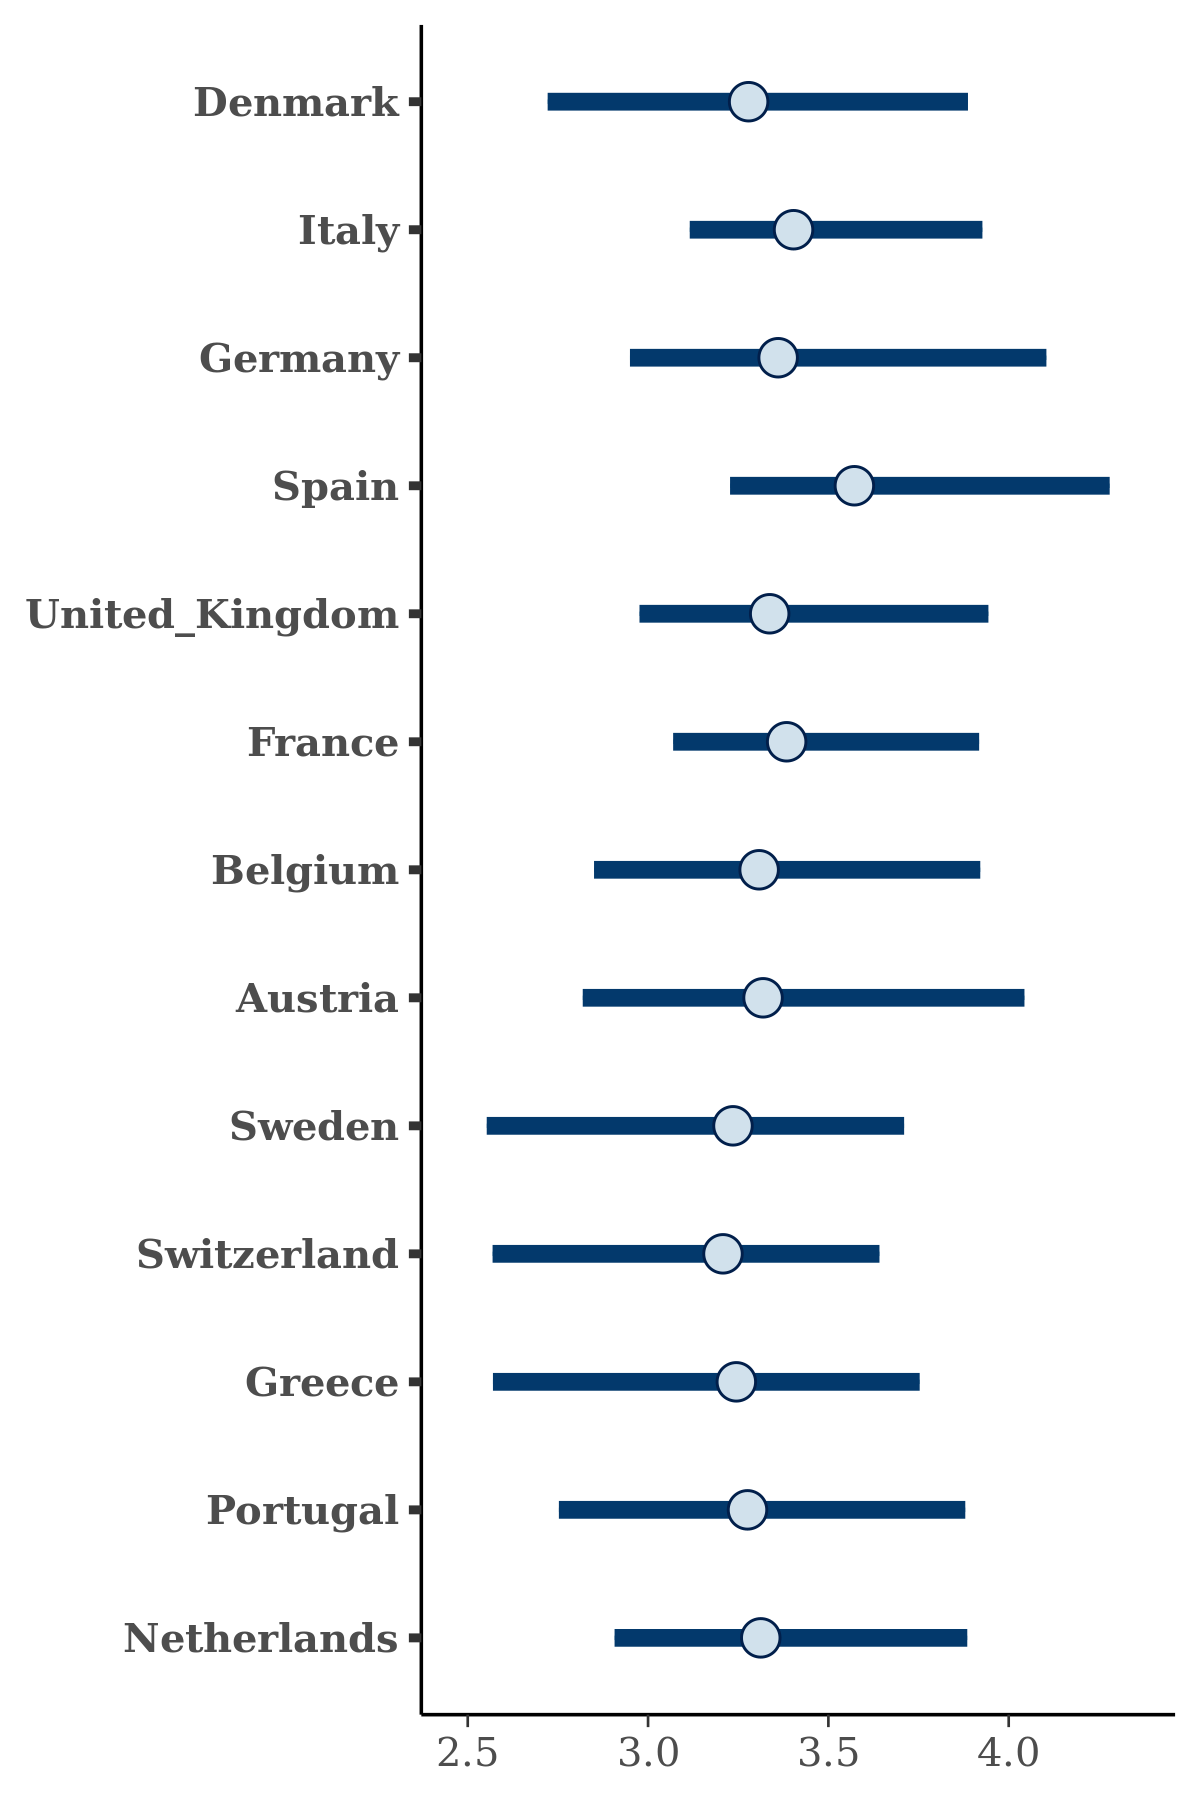 Denmark
Italy
Germany
Spain
United_Kingdom
France
Belgium
Austria
Sweden
Switzerland
Greece
Portugal
Netherlands
2.5 3.0 3.5 4.0